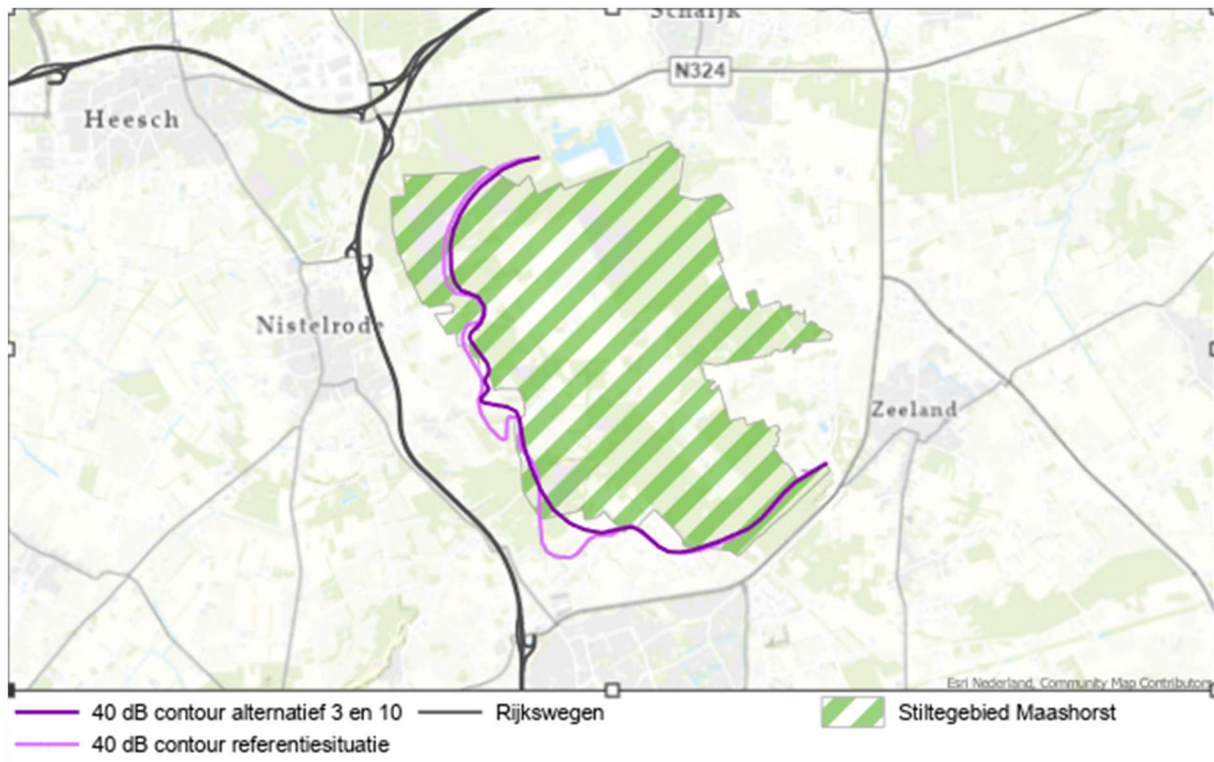 Schaijk
N324
Heesch
Nistelrode
Zeeland
Esri Nederland, Community Map Contributors
40 dB contour alternatief 3 en 10
Rijkswegen
Stiltegebied Maashorst
40 dB contour referentiesituatie